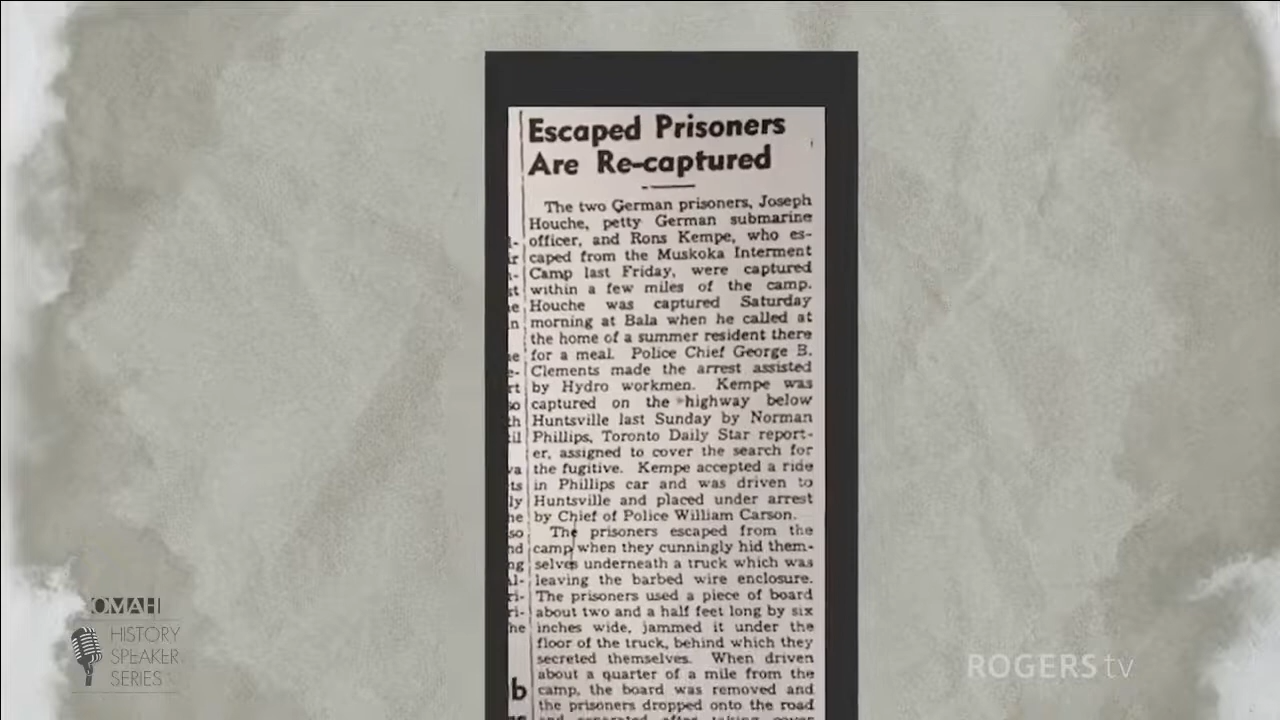 Escaped Prisoners
Are Re-captured
The two German prisoners, Joseph
Houche, petty German submarine
officer, and Rons Kempe, who es-
caped from the Muskoka Interment
Camp last Friday, were captured
within a few miles of the camp.
Houche was captured Saturday
morning at Bala when he called at
the home of a summer resident there
for a meal. Police Chief George B.
Clements made the arrest assisted
by Hydro workmen. Kempe was
captured on the highway below
Huntsville last Sunday by Norman
Phillips, Toronto Daily Star report-
er, assigned to cover the search for
the fugitive. Kempe accepted a ride
in Phillips car and was driven to
Huntsville and placed under arrest
by Chief of Police William Carson.
The prisoners escaped from the
camp when they cunningly hid them-
selves underneath a truck which was
leaving the barbed wire enclosure.
The prisoners used a piece of board
about two and a half feet long by six
inches wide, jammed it under the
floor of the truck, behind which they
secreted themselves. When driven
about a quarter of a mile from the
camp, the board was removed and
the prisoners dropped onto the road
OMAH
HISTORY
SPEAKER
SERIES
ROGERS tv